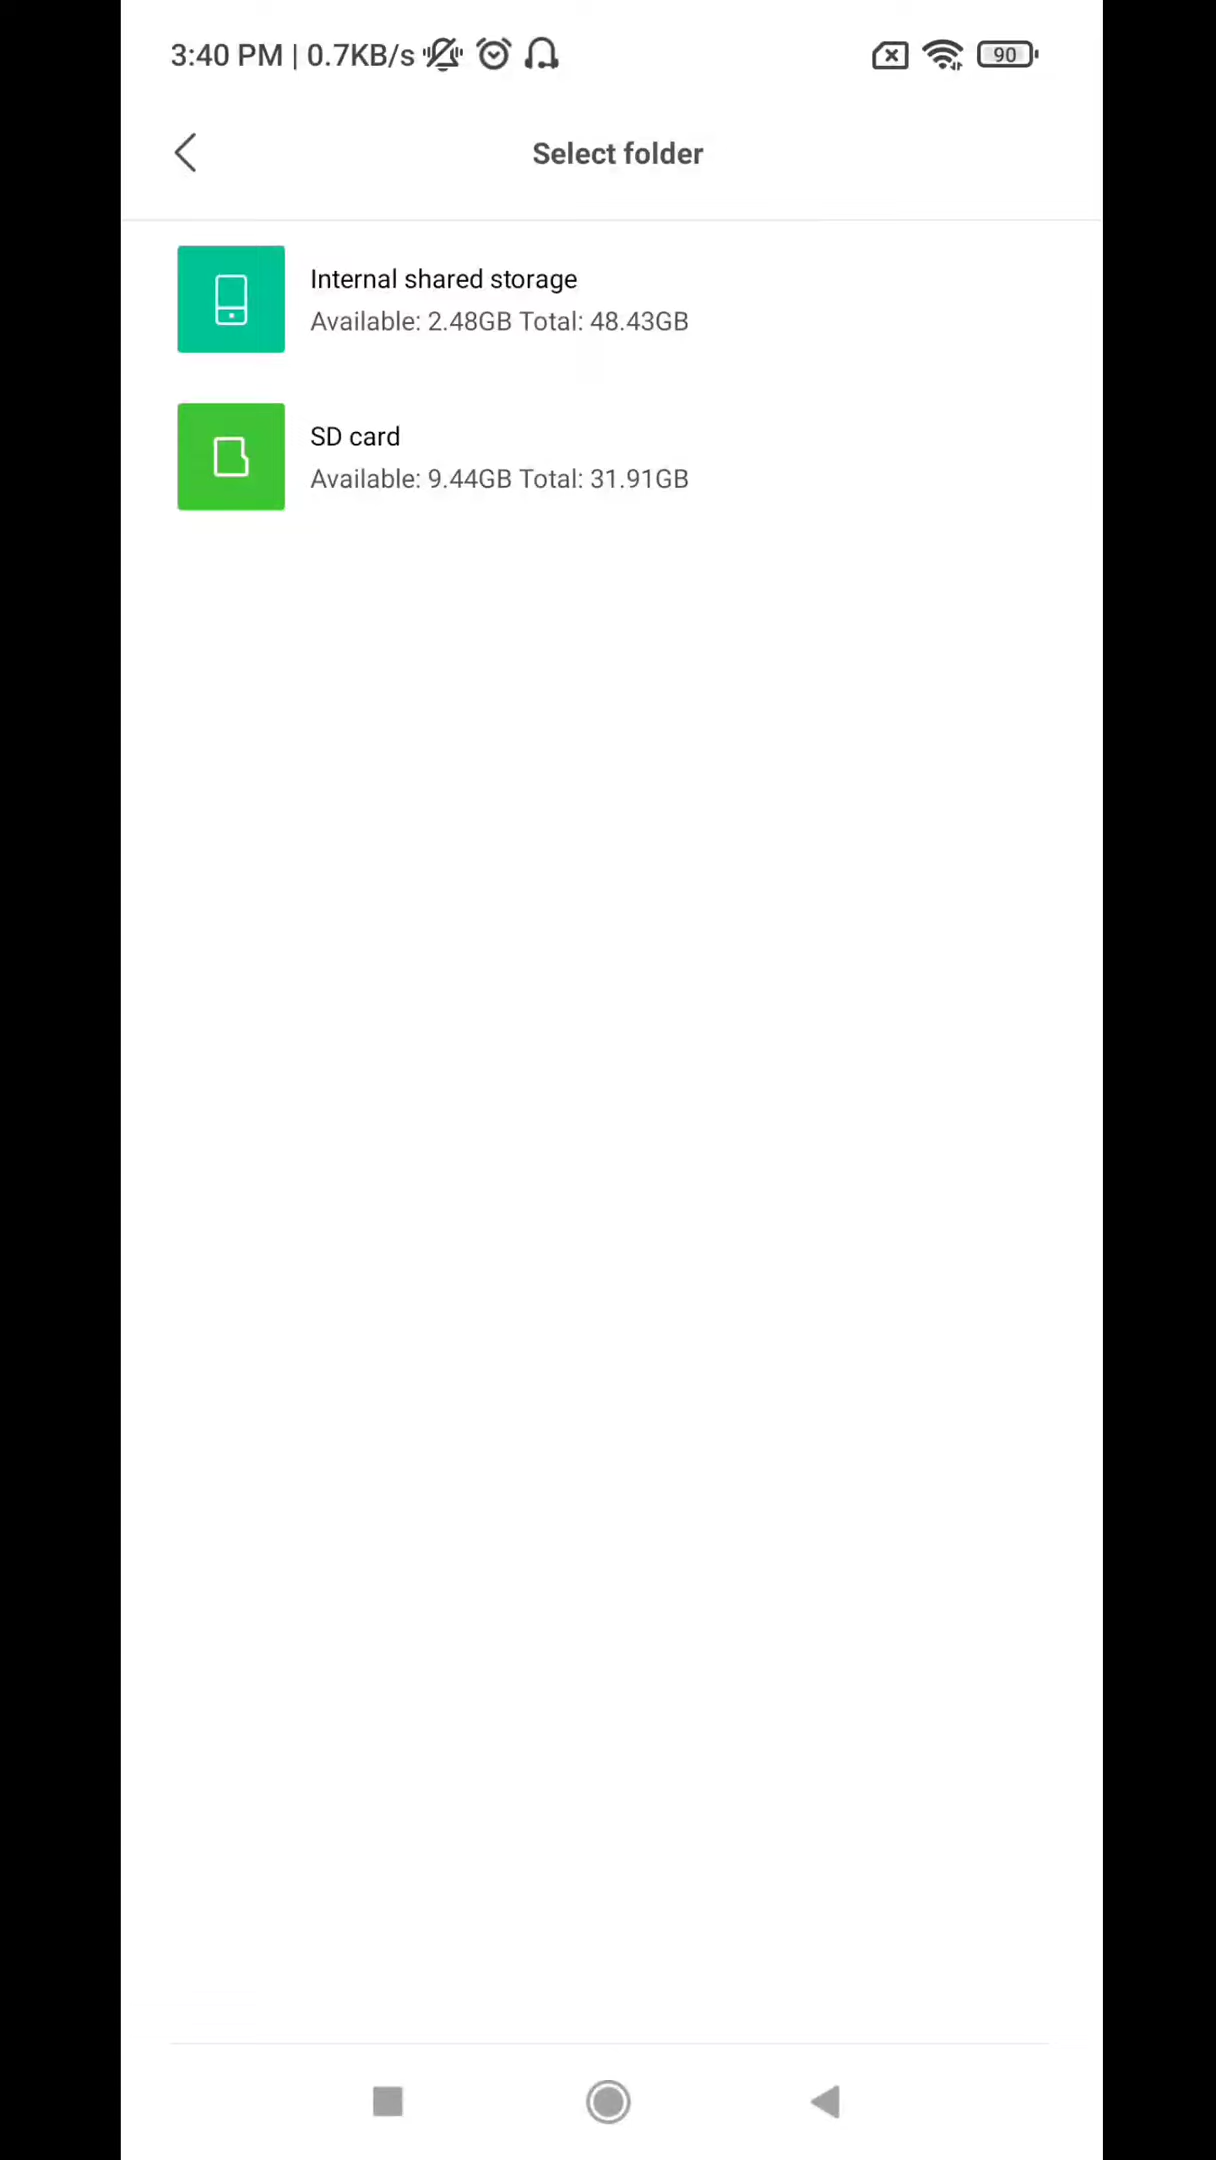 3:40 PM | 0.7KB/s
90
Select folder
Internal shared storage
Available: 2.48GB Total: 48.43GB
SD card
Available: 9.44GB Total: 31.91GB